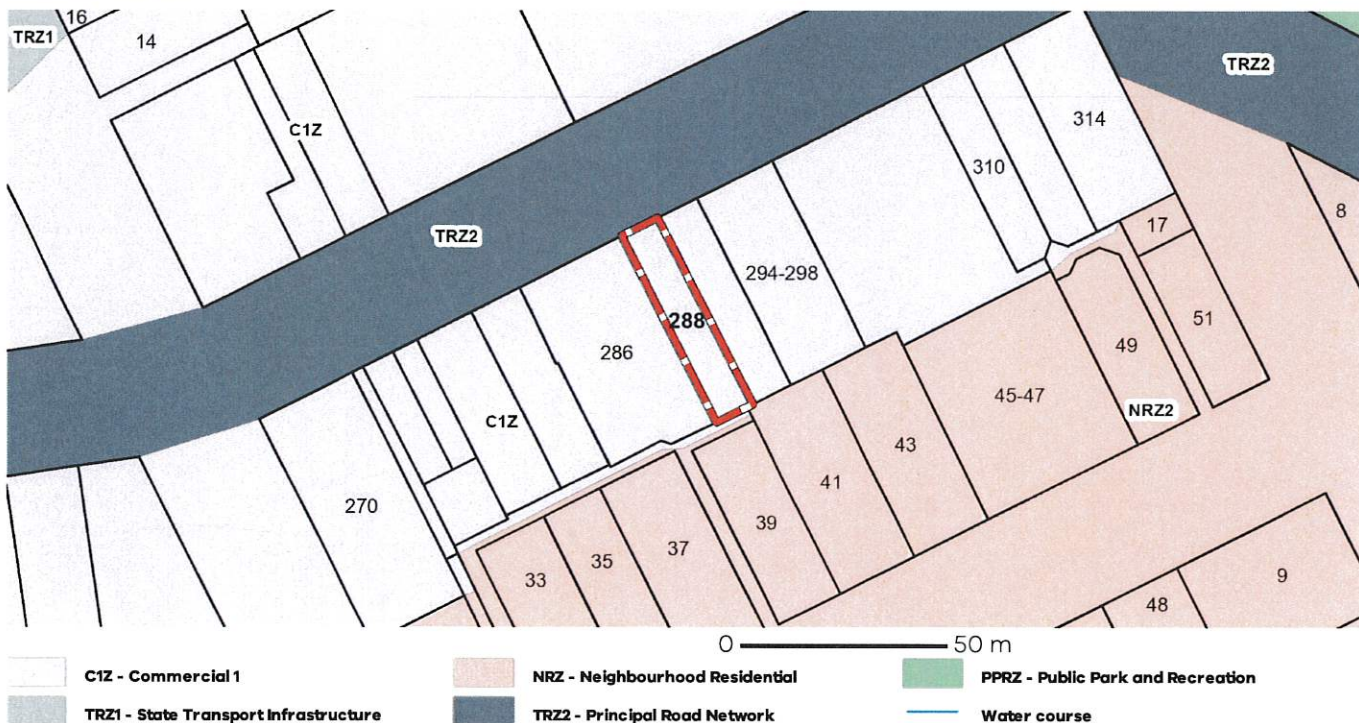 16
TRZ1
14
C1Z
TRZ2
TRZ2
314
310
8
17
294-298
288
286
51
49
45-47
NRZ2
C1Z
43
41
39
270
37
35
33
9
48
0 50 m
C1Z - Commercial 1
NRZ - Neighbourhood Residential
PPRZ - Public Park and Recreation
TRZ1 - State Transport Infrastructure
TRZ2 - Principal Road Network
Water course